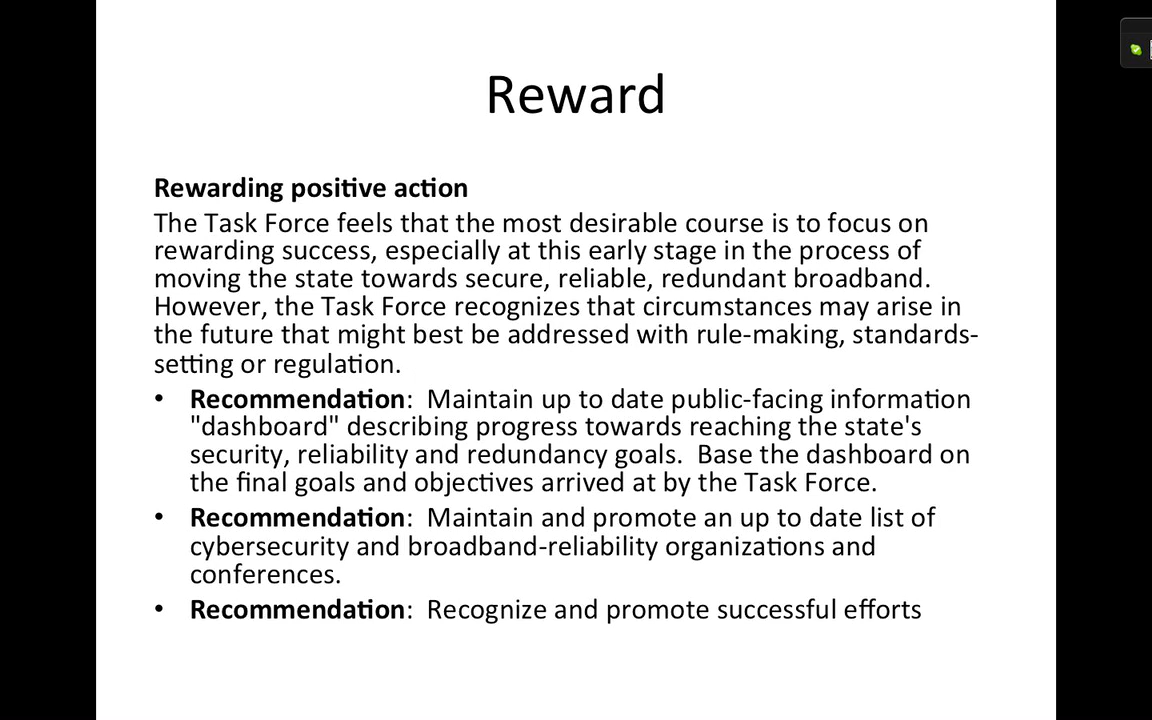 Reward
Rewarding positive action
The Task Force feels that the most desirable course is to focus on
rewarding success, especially at this early stage in the process of
moving the state towards secure, reliable, redundant broadband.
However, the Task Force recognizes that circumstances may arise in
the future that might best be addressed with rule-making, standards-
setting or regulation.
• Recommendation:  Maintain up to date public-facing information
"dashboard" describing progress towards reaching the state's
security, reliability and redundancy goals.  Base the dashboard on
the final goals and objectives arrived at by the Task Force.
• Recommendation:  Maintain and promote an up to date list of
cybersecurity and broadband-reliability organizations and
conferences.
• Recommendation:  Recognize and promote successful efforts